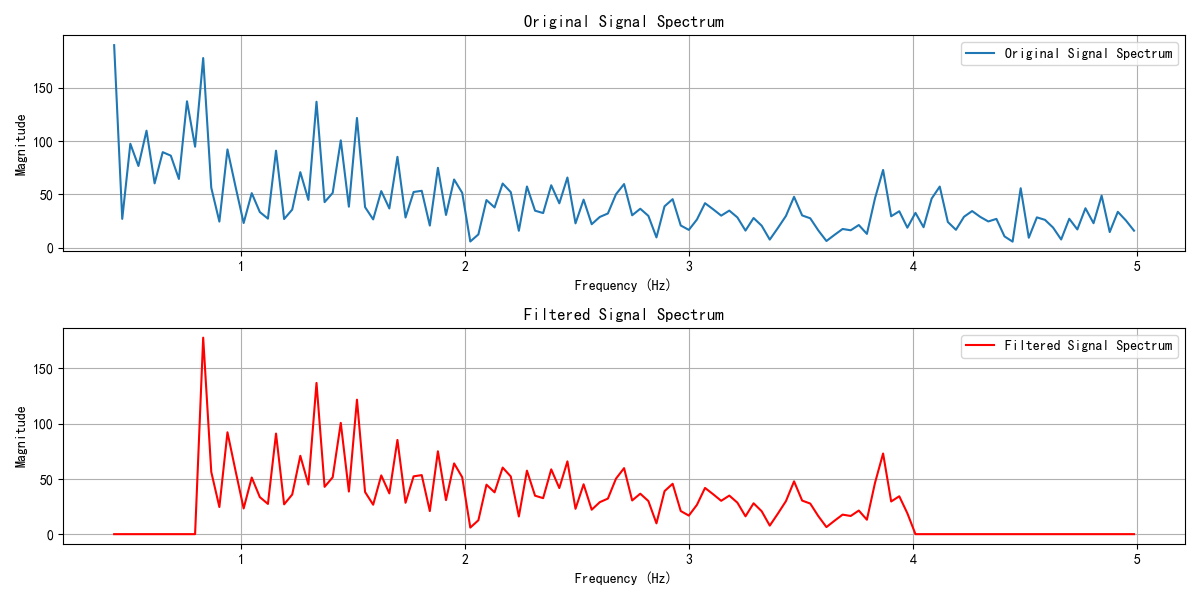 Original Signal Spectrum
Original Signal Spectrum
Magnitude
150
100
50
0
1 2 3 4 5
Frequency (Hz)
Filtered Signal Spectrum
Filtered Signal Spectrum
Magnitude
150
100
50
0
1 2 3 4 5
Frequency (Hz)